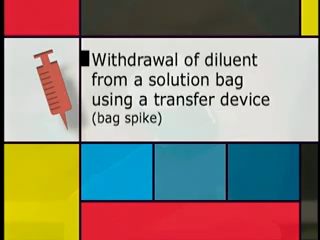 Withdrawal of diluent
from a solution bag
using a transfer device
(bag spike)